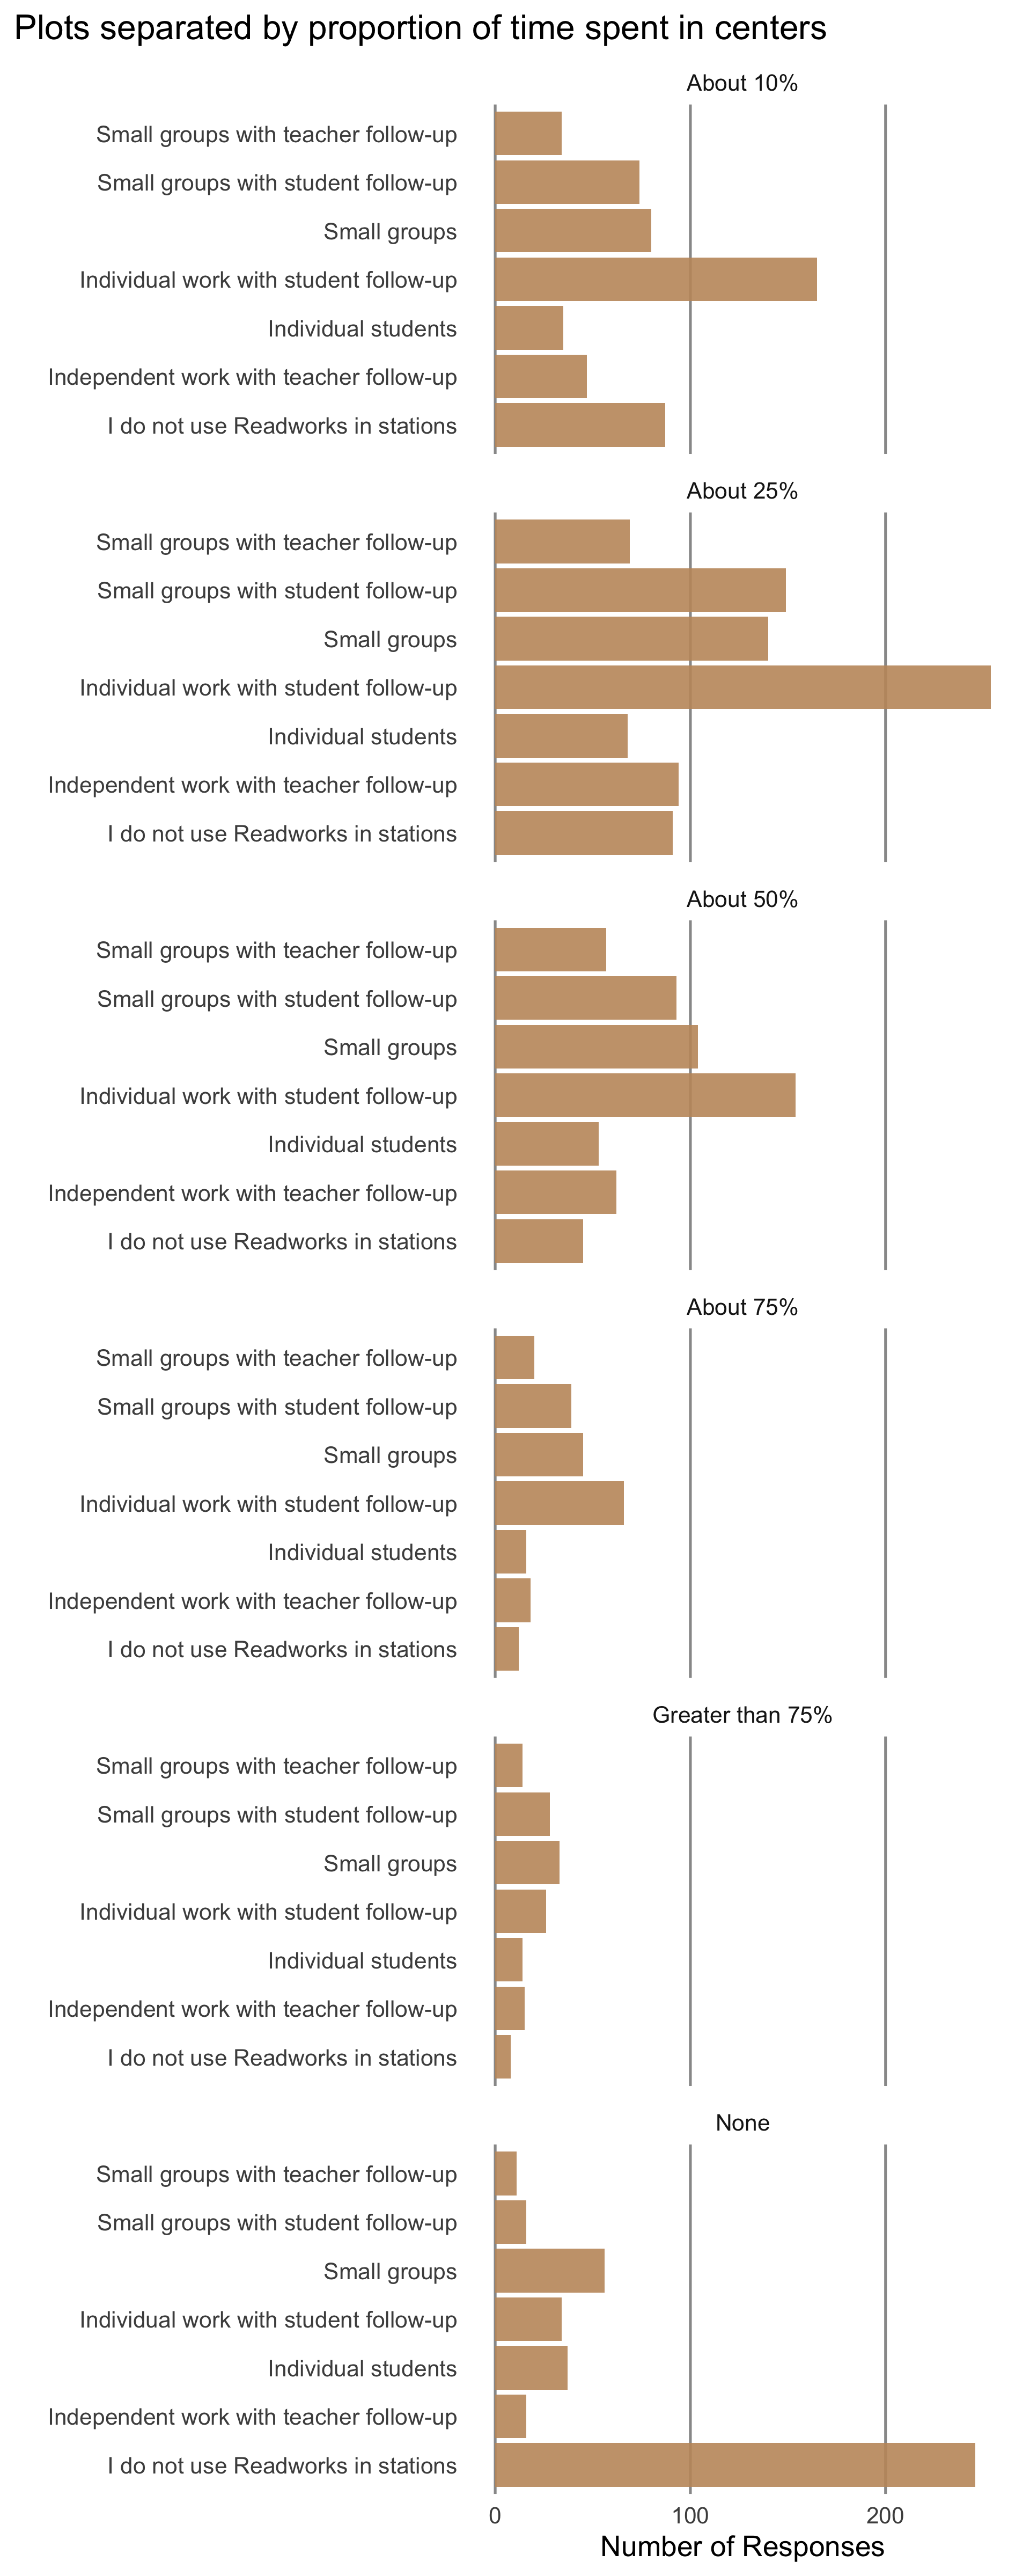 Plots separated by proportion of time spent in centers
About 10%
Small groups with teacher follow-up
Small groups with student follow-up
Small groups
Individual work with student follow-up
Individual students
Independent work with teacher follow-up
I do not use Readworks in stations
About 25%
Small groups with teacher follow-up
Small groups with student follow-up
Small groups
Individual work with student follow-up
Individual students
Independent work with teacher follow-up
I do not use Readworks in stations
About 50%
Small groups with teacher follow-up
Small groups with student follow-up
Small groups
Individual work with student follow-up
Individual students
Independent work with teacher follow-up
I do not use Readworks in stations
About 75%
Small groups with teacher follow-up
Small groups with student follow-up
Small groups
Individual work with student follow-up
Individual students
Independent work with teacher follow-up
I do not use Readworks in stations
Greater than 75%
Small groups with teacher follow-up
Small groups with student follow-up
Small groups
Individual work with student follow-up
Individual students
Independent work with teacher follow-up
I do not use Readworks in stations
None
Small groups with teacher follow-up
Small groups with student follow-up
Small groups
Individual work with student follow-up
Individual students
Independent work with teacher follow-up
I do not use Readworks in stations
0 100 200
Number of Responses